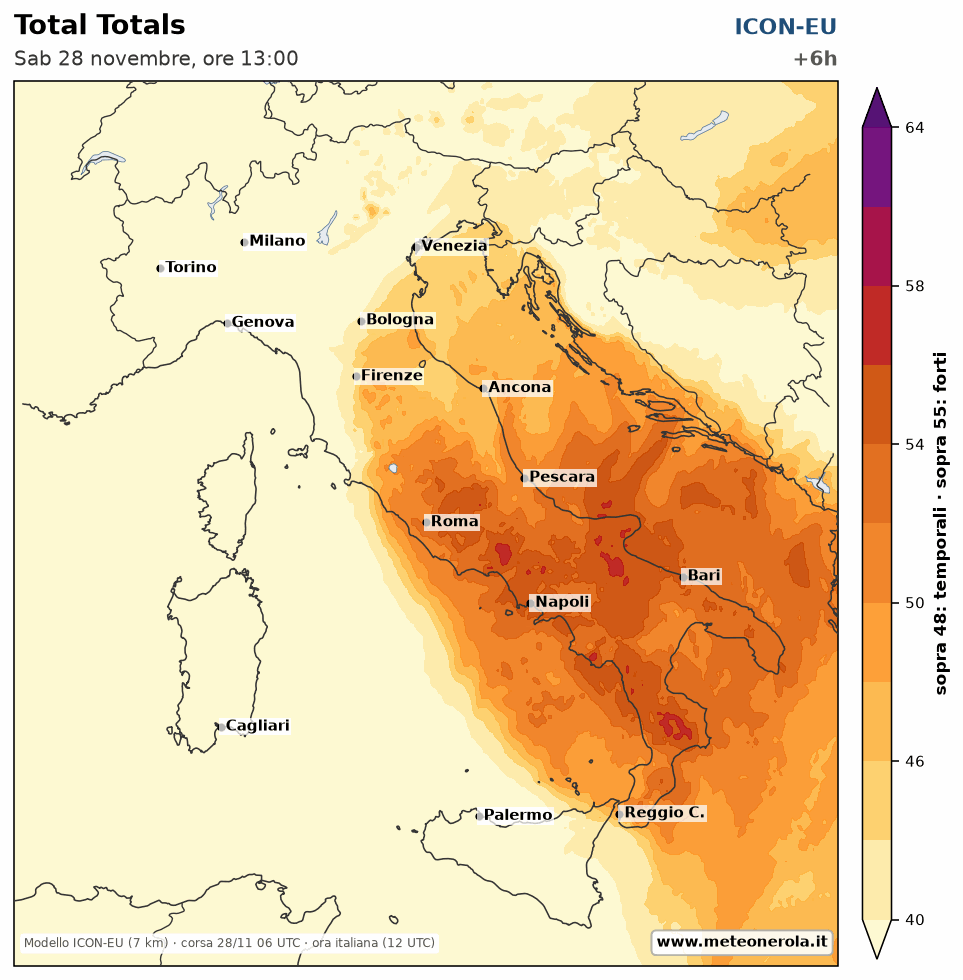 Total Totals
ICON-EU
Sab 28 novembre, ore 13:00
+6h
64
Milano
Venezia
Torino
58
Genova
Bologna
Firenze
Ancona
54
Pescara
Roma
Bari
50
Napoli
Cagliari
46
Palermo
Reggio C.
40
sopra 48: temporali · sopra 55: forti
Modello ICON-EU (7 km) · corsa 28/11 06 UTC · ora italiana (12 UTC)
www.meteonerola.it